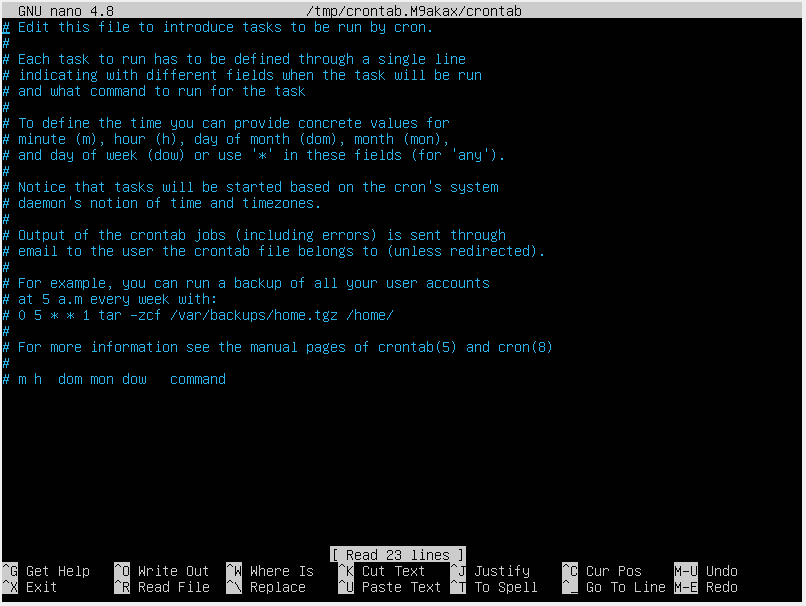 GNU nano 4.8 /tmp/crontab.M9akax/crontab
# Edit this file to introduce tasks to be run by cron.
#
# Each task to run has to be defined through a single line
# indicating with different fields when the task will be run
# and what command to run for the task
#
# To define the time you can provide concrete values for
# minute (m), hour (h), day of month (dom), month (mon),
# and day of week (dow) or use '*' in these fields (for 'any').
#
# Notice that tasks will be started based on the cron's system
# daemon's notion of time and timezones.
#
# Output of the crontab jobs (including errors) is sent through
# email to the user the crontab file belongs to (unless redirected).
#
# For example, you can run a backup of all your user accounts
# at 5 a.m every week with:
# 0 5 * * 1 tar -zcf /var/backups/home.tgz /home/
#
# For more information see the manual pages of crontab(5) and cron(8)
#
# m h  dom mon dow   command
[ Read 23 lines ]
^G Get Help ^O Write Out ^W Where Is ^K Cut Text ^J Justify ^C Cur Pos M-U Undo
^X Exit ^R Read File ^\ Replace ^U Paste Text ^T To Spell ^_ Go To Line M-E Redo